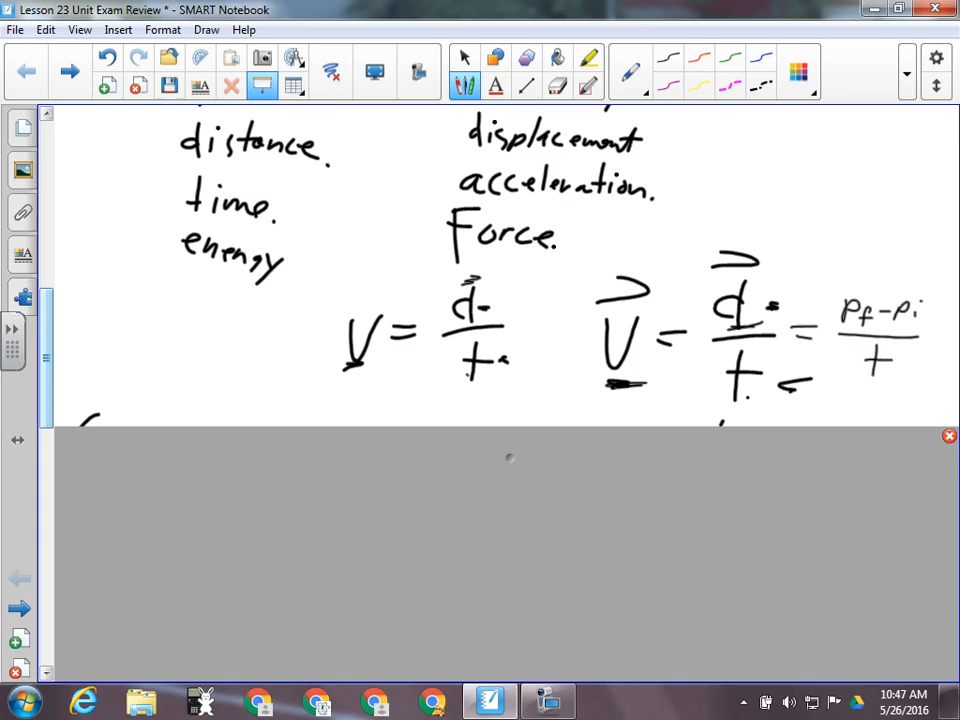 Lesson 23 Unit Exam Review * - SMART Notebook
File Edit View Insert Format Draw Help
distance.
displacement
time.
acceleration.
energy
Force.
V = d/t
V⃗ = d⃗/t = pf-pi/t
10:47 AM
5/26/2016